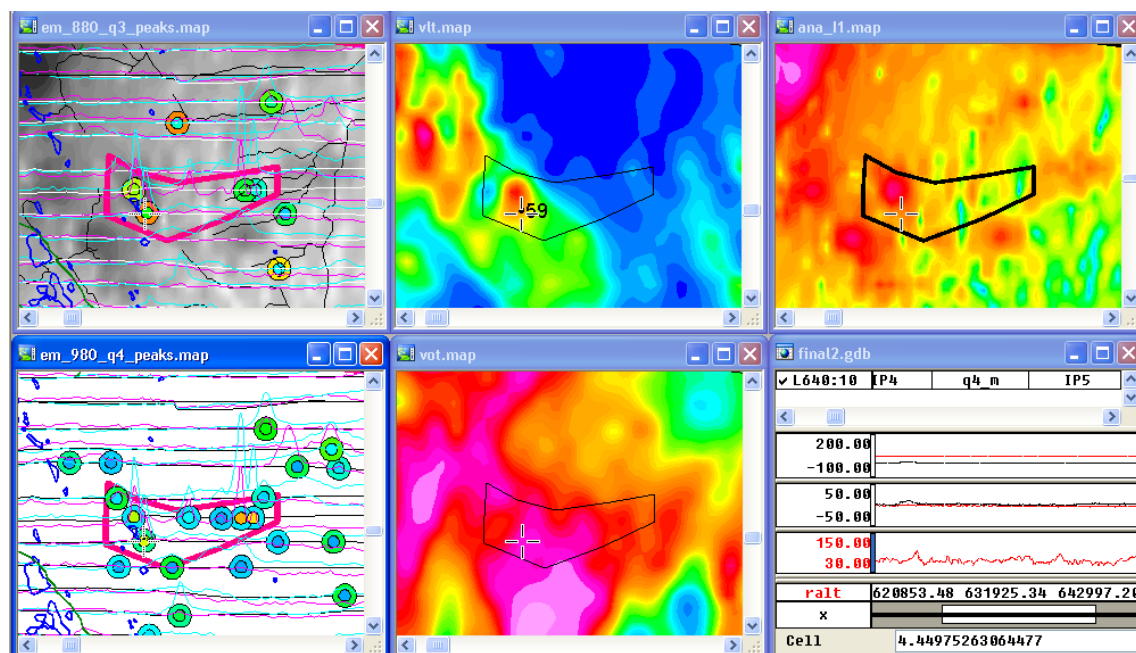 em_880_q3_peaks.map
vlt.map
ana_l1.map
59
em_980_q4_peaks.map
vot.map
final2.gdb
✓ L640:10 IP4 q4_m IP5
200.00
-100.00
50.00
-50.00
150.00
30.00
ralt 620853.48 631925.34 642997.20
x
Cell 4.44975263064477